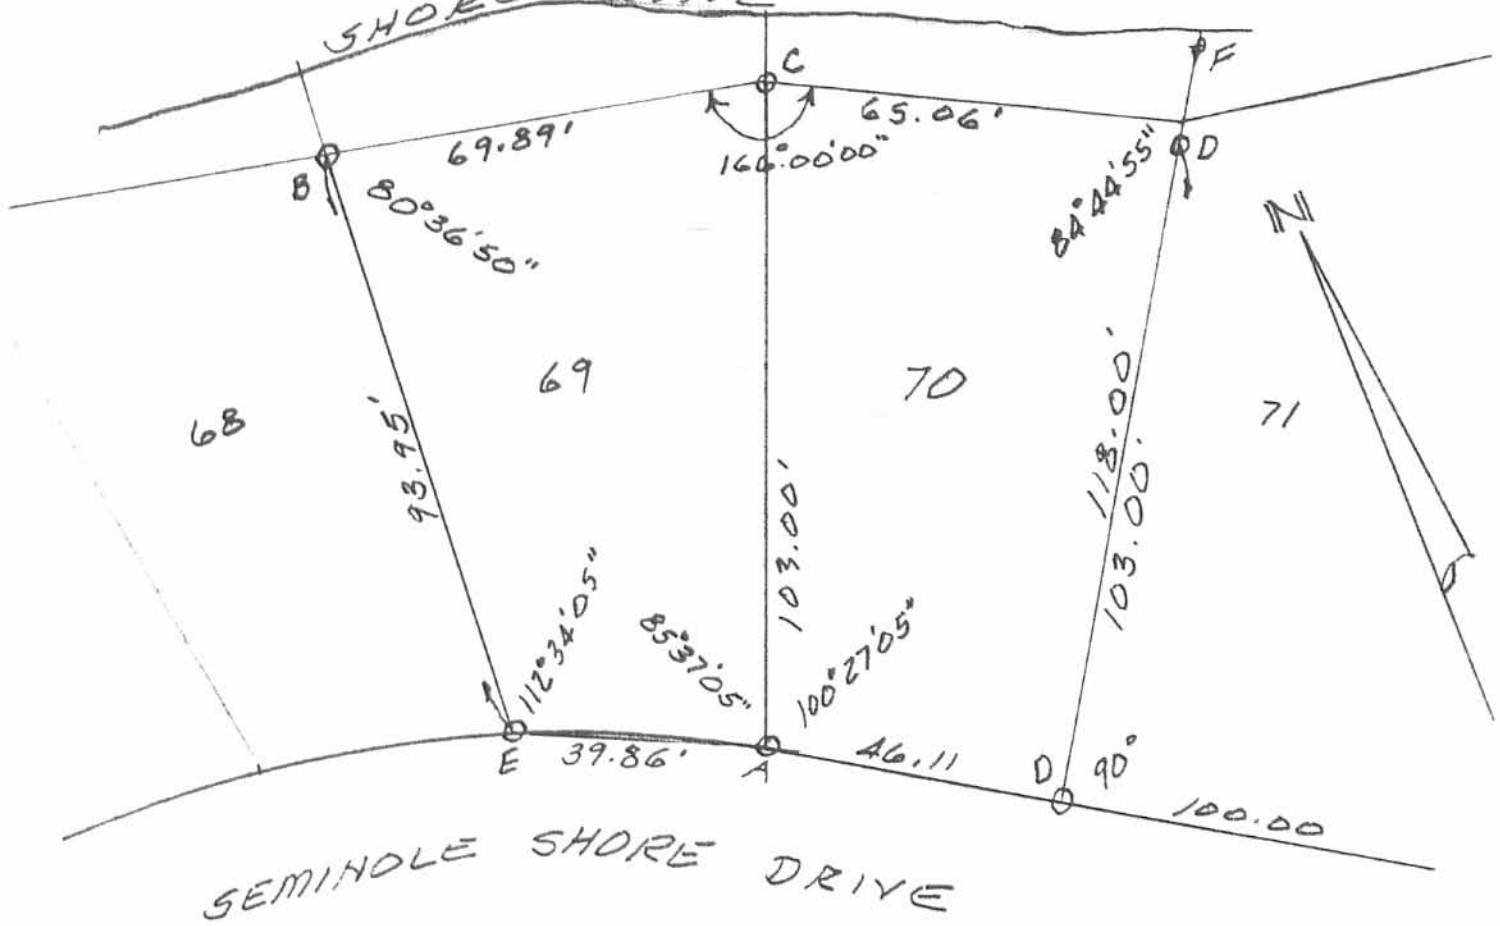 SHORE
C
F
65.06'
69.89'
166°00'00"
B
80°36'50"
84°44'55"
D
N
69
70
68
71
93.95'
118.00'
103.00'
103.00'
112°34'05"
85°37'05"
100°27'05"
E
39.86'
A
46.11
D
90°
100.00
SEMINOLE SHORE DRIVE